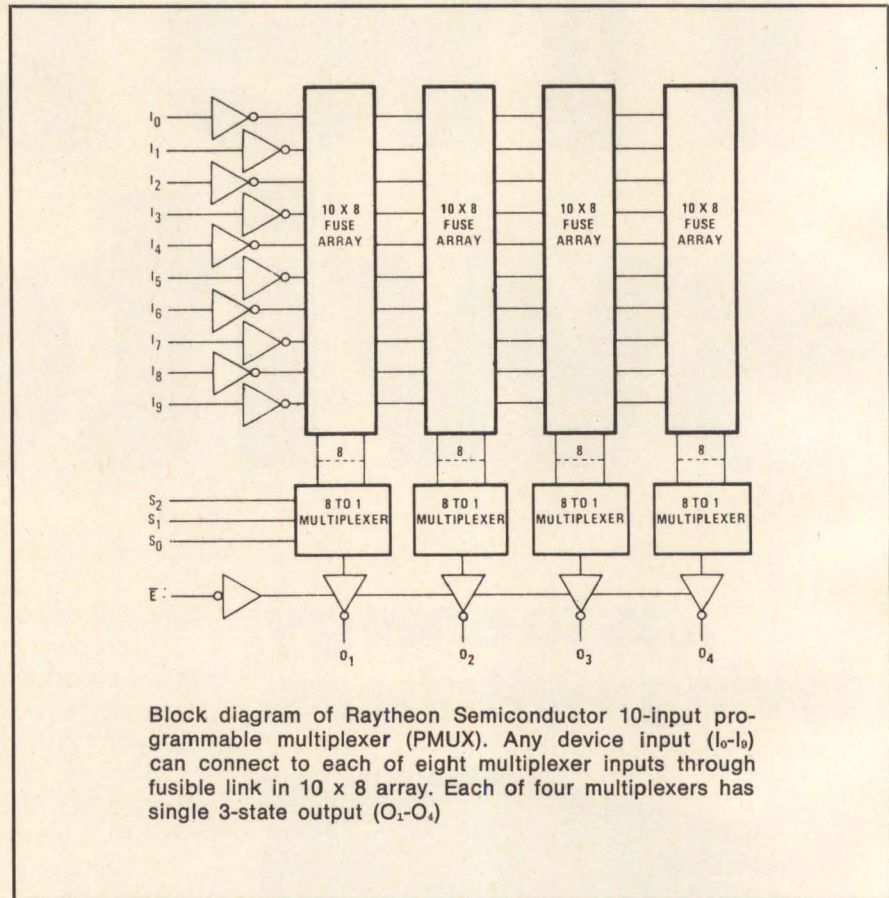 I0
I1
I2
I3
I4
I5
I6
I7
I8
I9
10 X 8 10 X 8 10 X 8 10 X 8
FUSE FUSE FUSE FUSE
ARRAY ARRAY ARRAY ARRAY
8 8 8 8
S2
S1
S0
8 TO 1 8 TO 1 8 TO 1 8 TO 1
MULTIPLEXER MULTIPLEXER MULTIPLEXER MULTIPLEXER
E̅
O1 O2 O3 O4
Block diagram of Raytheon Semiconductor 10-input pro-
grammable multiplexer (PMUX). Any device input (I₀-I₉)
can connect to each of eight multiplexer inputs through
fusible link in 10 x 8 array. Each of four multiplexers has
single 3-state output (O₁-O₄)